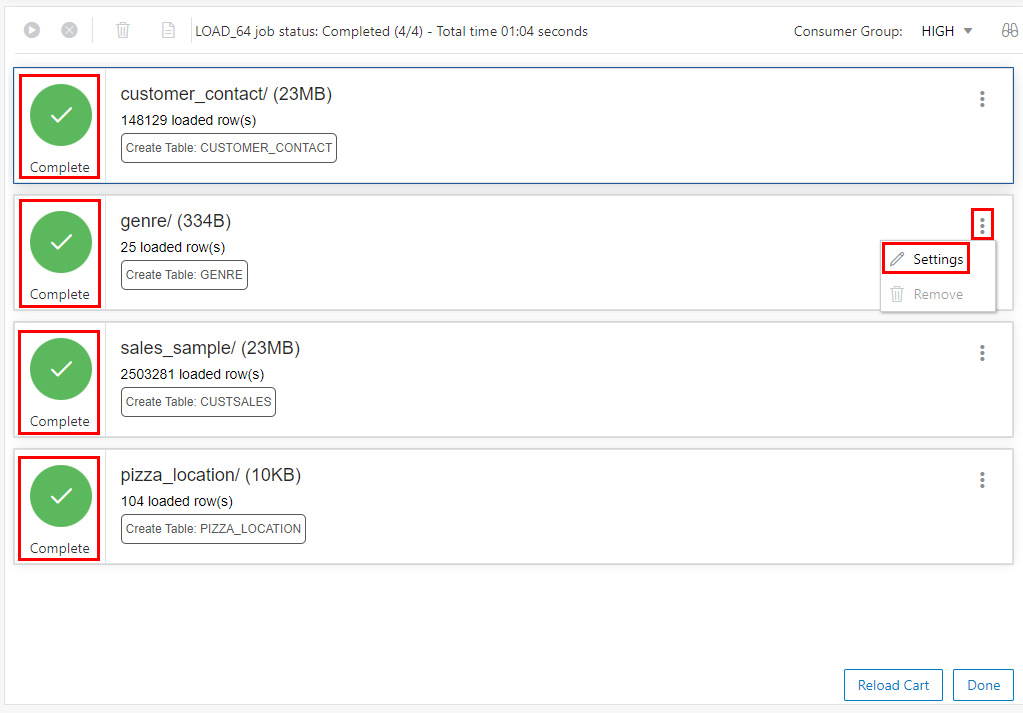 LOAD_64 job status: Completed (4/4) - Total time 01:04 seconds
Consumer Group: HIGH
Complete
customer_contact/ (23MB)
148129 loaded row(s)
Create Table: CUSTOMER_CONTACT
Complete
genre/ (334B)
25 loaded row(s)
Create Table: GENRE
Settings
Remove
Complete
sales_sample/ (23MB)
2503281 loaded row(s)
Create Table: CUSTSALES
Complete
pizza_location/ (10KB)
104 loaded row(s)
Create Table: PIZZA_LOCATION
Reload Cart
Done